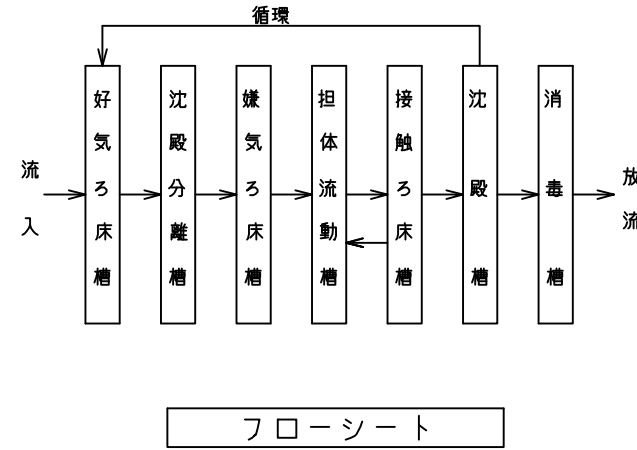 循環
流入
好気ろ床槽
沈殿分離槽
嫌気ろ床槽
担体流動槽
接触ろ床槽
沈殿槽
消毒槽
放流
フローシート